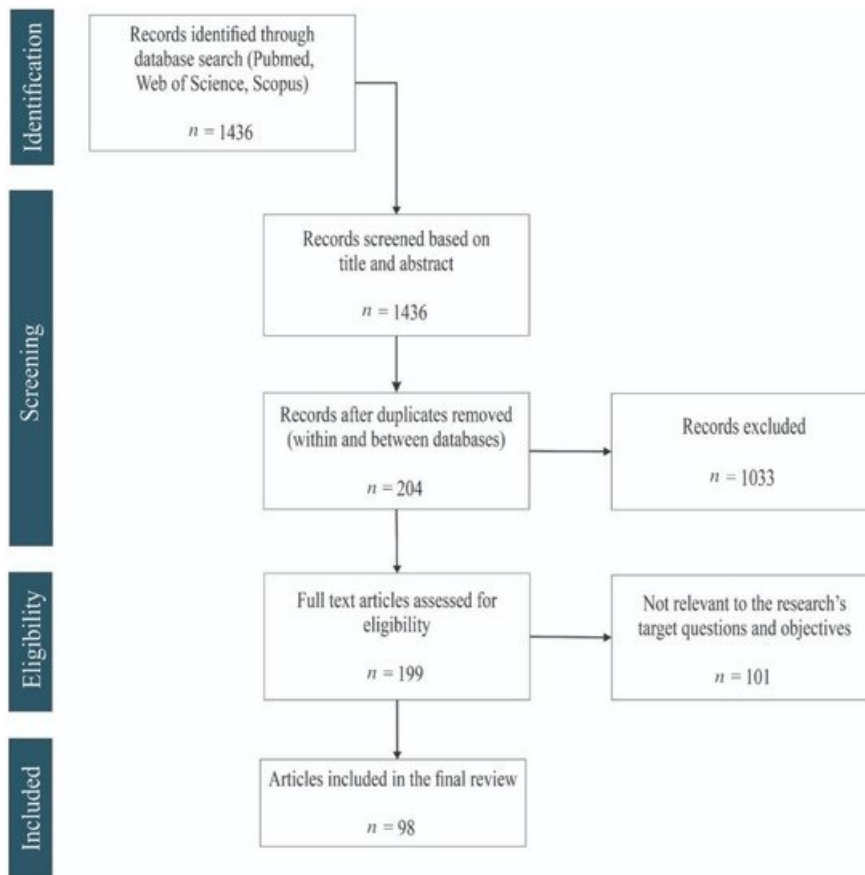 Identification
Records identified through
database search (Pubmed,
Web of Science, Scopus)
n = 1436
Screening
Records screened based on
title and abstract
n = 1436
Records after duplicates removed
(within and between databases)
n = 204
Records excluded
n = 1033
Eligibility
Full text articles assessed for
eligibility
n = 199
Not relevant to the research's
target questions and objectives
n = 101
Included
Articles included in the final review
n = 98